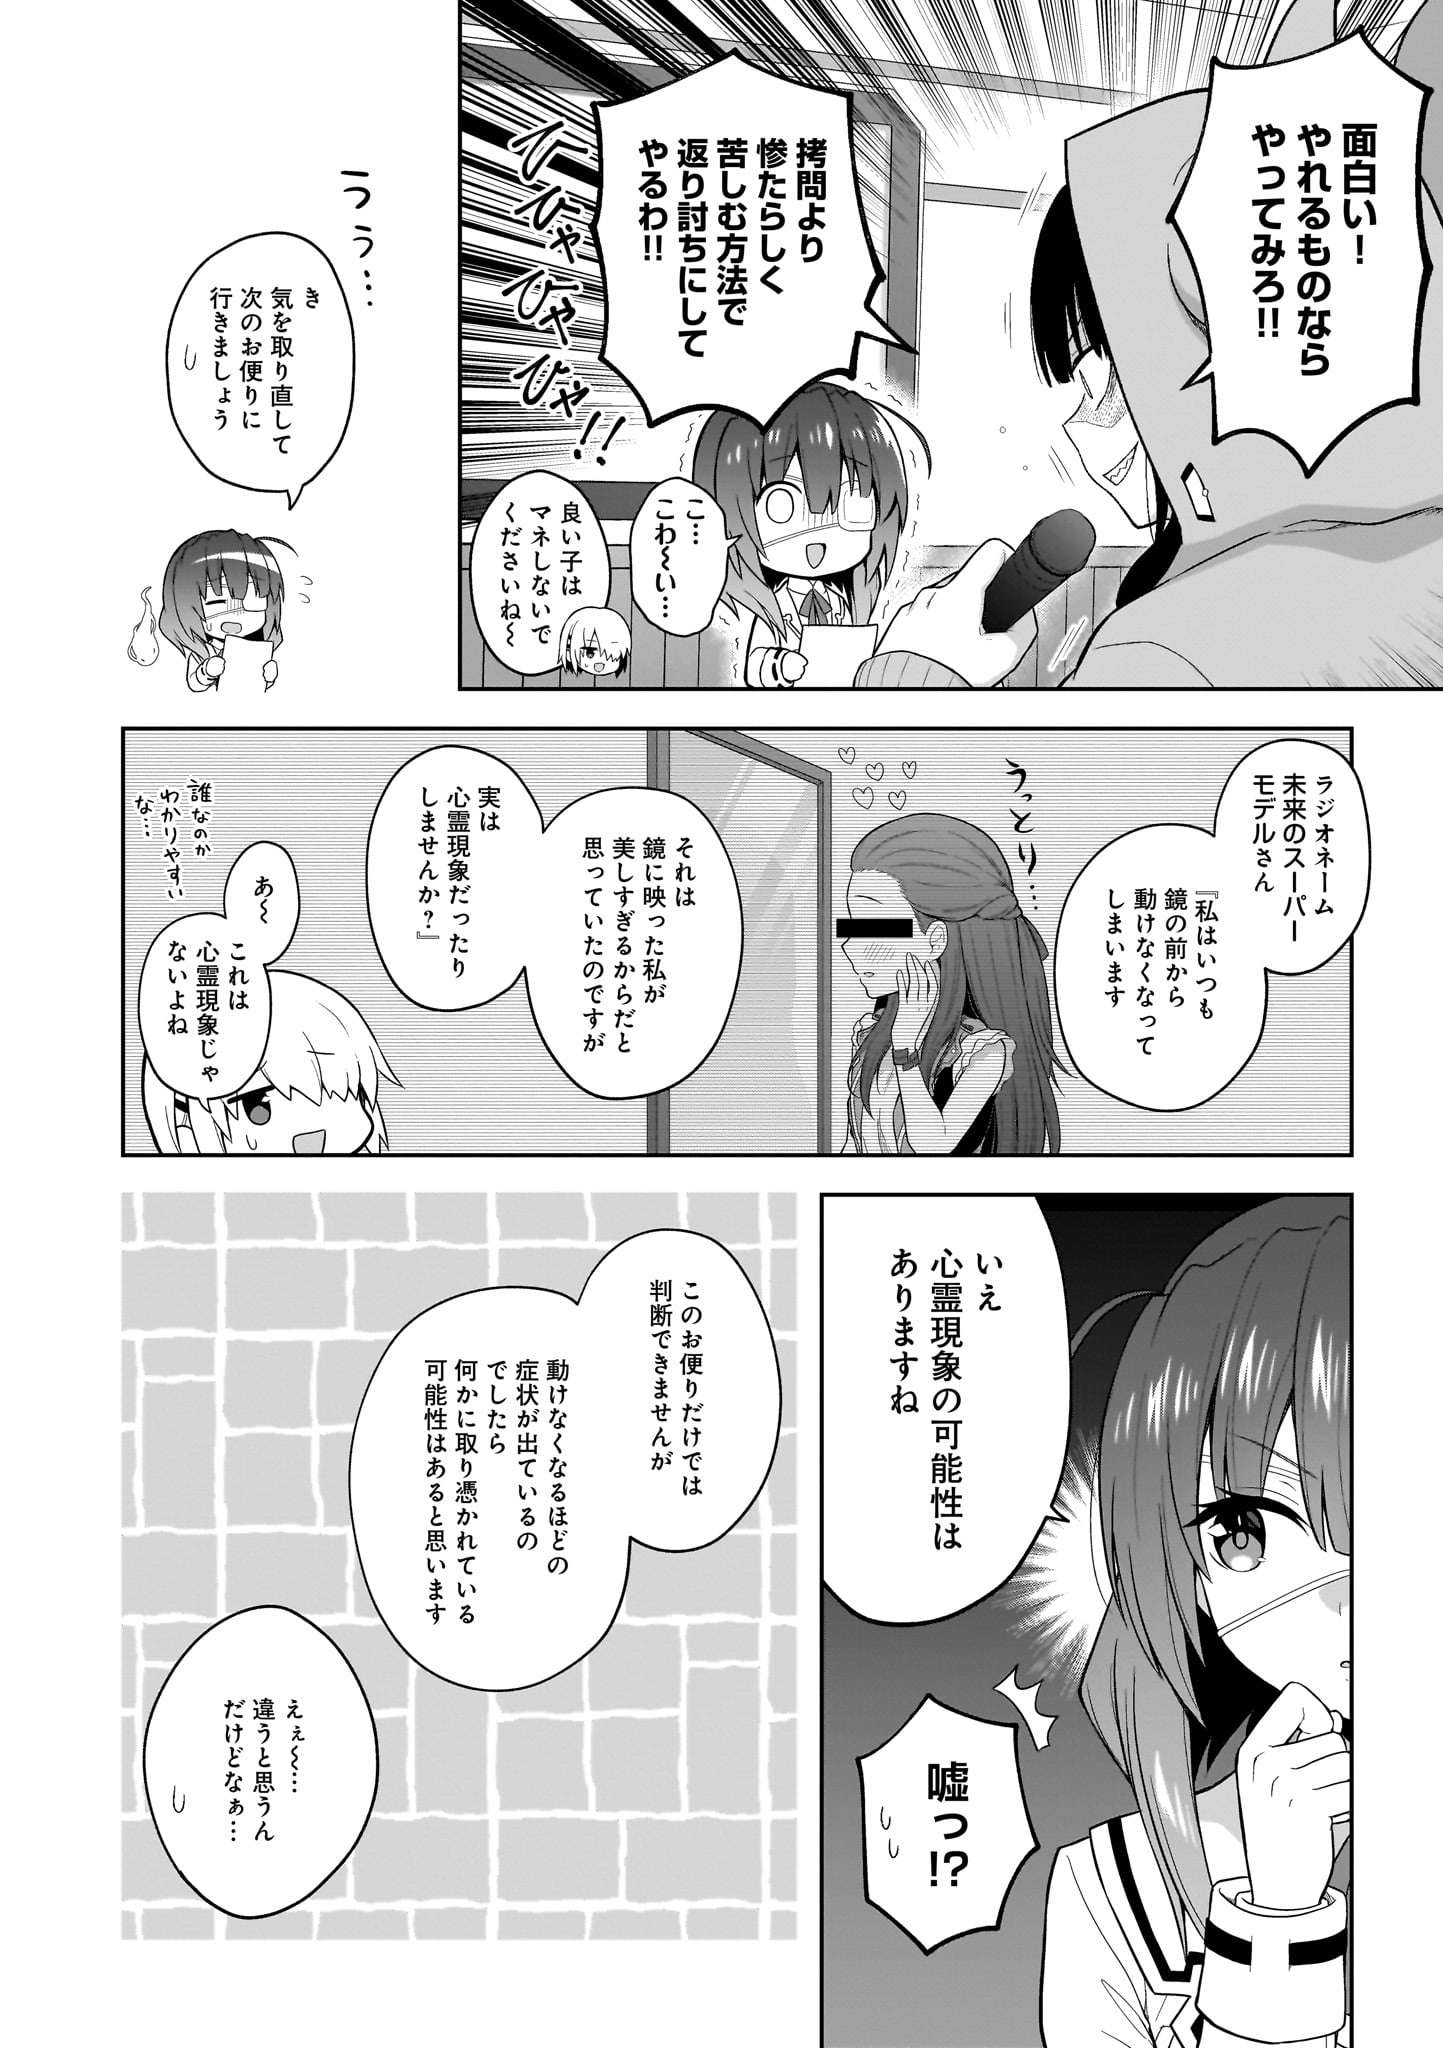 面白い!
やれるものなら
やってみろ!!
拷問より
惨たらしく
苦しむ方法で
返り討ちにして
やるわ!!
ひゃひゃひゃひゃ!!
こ…
こわ〜い…
良い子は
マネしないで
くださいね〜
うぅ…
き
気を取り直して
次のお便りに
行きましょう
ラジオネーム
未来のスーパー
モデルさん
『私はいつも
鏡の前から
動けなくなって
しまいます
うっとり…
それは
鏡に映った私が
美しすぎるからだと
思っていたのですが
実は
心霊現象だったり
しませんか?』
誰なのか
わかりやすい
な…
あ〜
これは
心霊現象じゃ
ないよね
いえ
心霊現象の可能性は
ありますね
嘘っ!?
このお便りだけでは
判断できませんが
動けなくなるほどの
症状が出ているの
でしたら
何かに取り憑かれている
可能性はあると思います
えぇ〜…
違うと思うん
だけどなぁ…